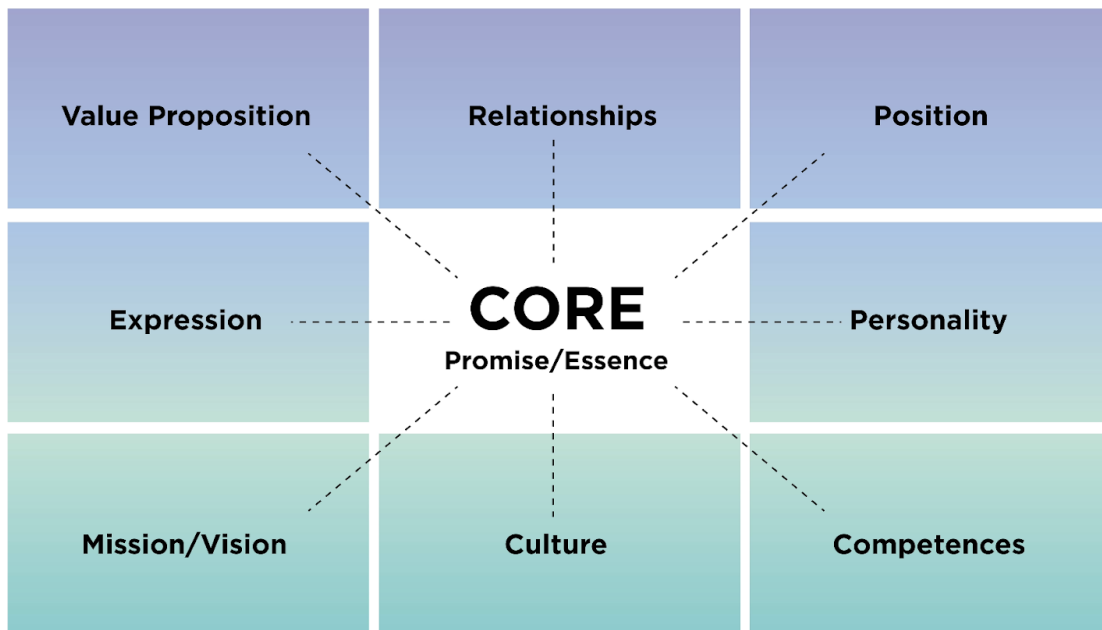 Value Proposition
Relationships
Position
Expression
CORE
Promise/Essence
Personality
Mission/Vision
Culture
Competences